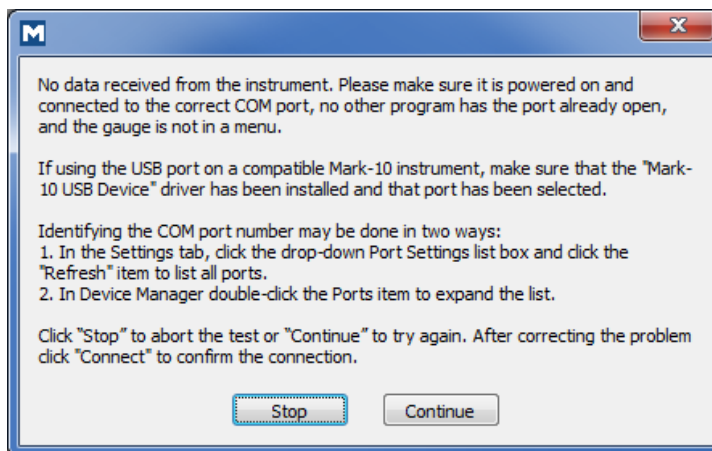 M
No data received from the instrument. Please make sure it is powered on and
connected to the correct COM port, no other program has the port already open,
and the gauge is not in a menu.
If using the USB port on a compatible Mark-10 instrument, make sure that the "Mark-
10 USB Device" driver has been installed and that port has been selected.
Identifying the COM port number may be done in two ways:
1. In the Settings tab, click the drop-down Port Settings list box and click the
"Refresh" item to list all ports.
2. In Device Manager double-click the Ports item to expand the list.
Click “Stop” to abort the test or “Continue” to try again. After correcting the problem
click "Connect" to confirm the connection.
Stop Continue